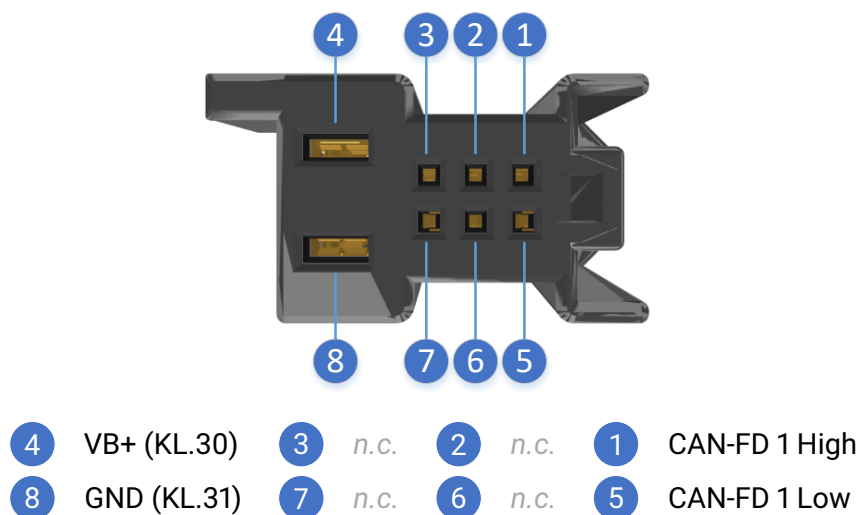 4 3 2 1
8 7 6 5
4 VB+ (KL.30) 3 n.c. 2 n.c. 1 CAN-FD 1 High
8 GND (KL.31) 7 n.c. 6 n.c. 5 CAN-FD 1 Low